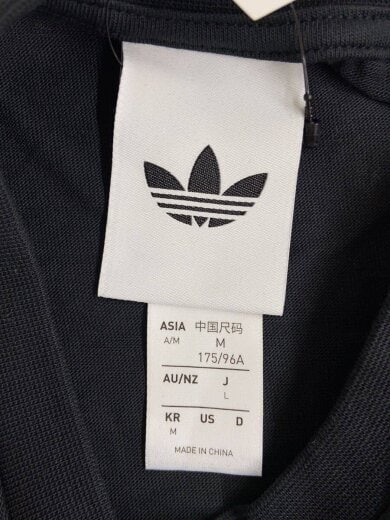 ASIA 中国尺码
A/M M
175/96A
AU/NZ J
L
KR US D
M
MADE IN CHINA